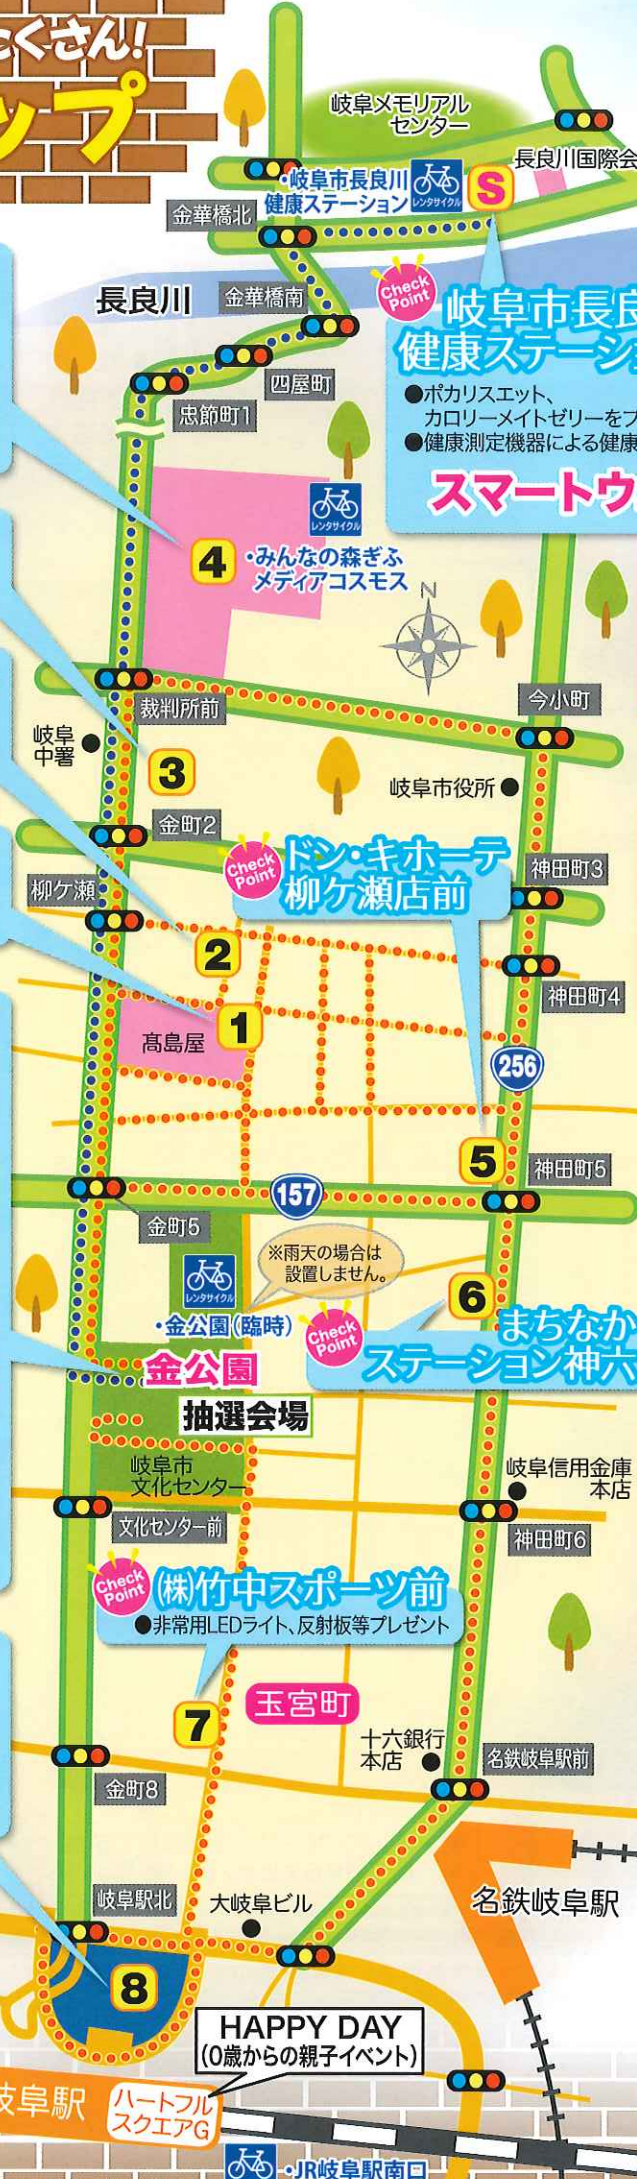 たくさん!
ップ
岐阜メモリアル
センター
長良川国際会
・岐阜市長良川
健康ステーション
レンタサイクル
S
金華橋北
長良川
金華橋南
Check
Point
岐阜市長良
健康ステーシ
●ポカリスエット、
カロリーメイトゼリーをプ
●健康測定機器による健康
スマートウ
四屋町
忠節町1
レンタサイクル
4
・みんなの森ぎふ
メディアコスモス
N
裁判所前
今小町
岐阜
中署
3
岐阜市役所
金町2
Check
Point
ドン・キホーテ
柳ケ瀬店前
神田町3
柳ケ瀬
2
神田町4
1
髙島屋
256
5
神田町5
157
金町5
※雨天の場合は
設置しません。
レンタサイクル
・金公園(臨時)
6
Check
Point
まちなか
ステーション神六
金公園
抽選会場
岐阜市
文化センター
岐阜信用金庫
本店
文化センター前
神田町6
Check
Point
(株)竹中スポーツ前
●非常用LEDライト、反射板等プレゼント
玉宮町
7
十六銀行
本店
名鉄岐阜駅前
金町8
岐阜駅北
大岐阜ビル
名鉄岐阜駅
8
HAPPY DAY
(0歳からの親子イベント)
岐阜駅
ハートフル
スクエアG
・JR岐阜駅南口